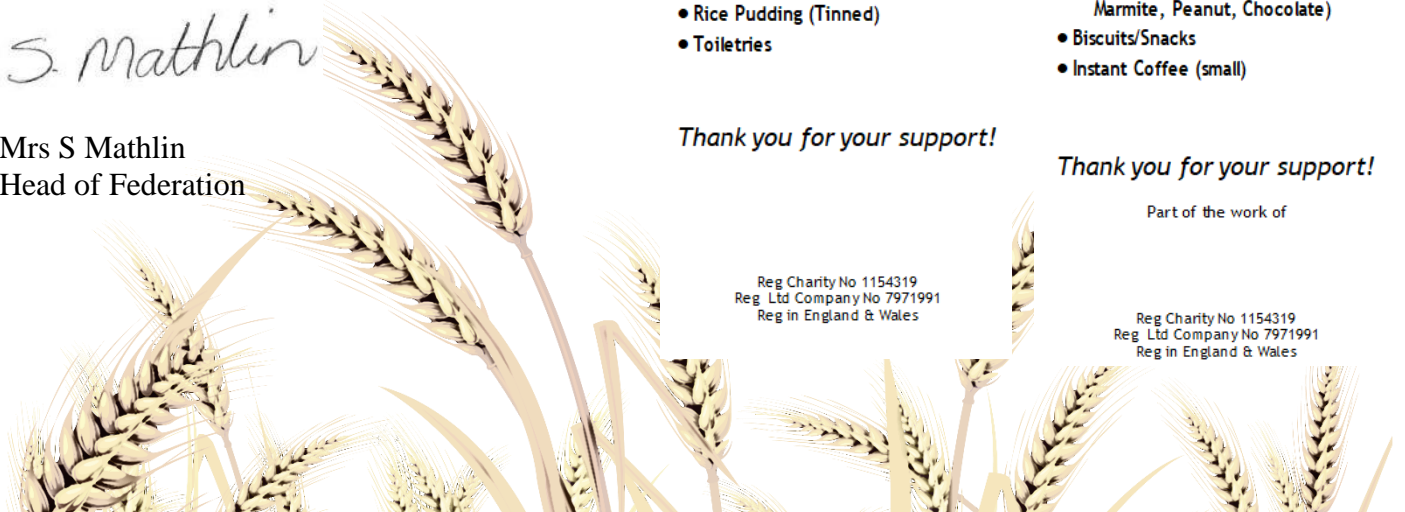 S. Mathlin
Mrs S Mathlin
Head of Federation
• Rice Pudding (Tinned)
• Toiletries
Thank you for your support!
Reg Charity No 1154319
Reg Ltd Company No 7971991
Reg in England & Wales
Marmite, Peanut, Chocolate)
• Biscuits/Snacks
• Instant Coffee (small)
Thank you for your support!
Part of the work of
Reg Charity No 1154319
Reg Ltd Company No 7971991
Reg in England & Wales